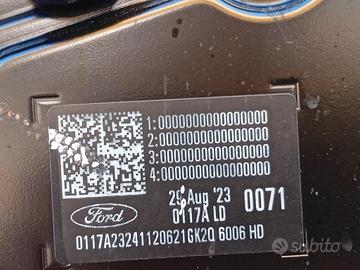 1:0000000000000000
2:0000000000000000
3:0000000000000000
4:0000000000000000
29 Aug '23 0071
Ford 0117A LD
0117A23241120621GK2Q 6006 HD
subito